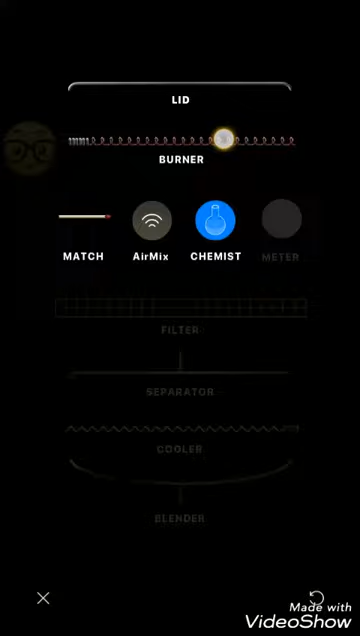 LID
BURNER
MATCH AirMix CHEMIST METER
FILTER
SEPARATOR
COOLER
BLENDER
Made with
VideoShow